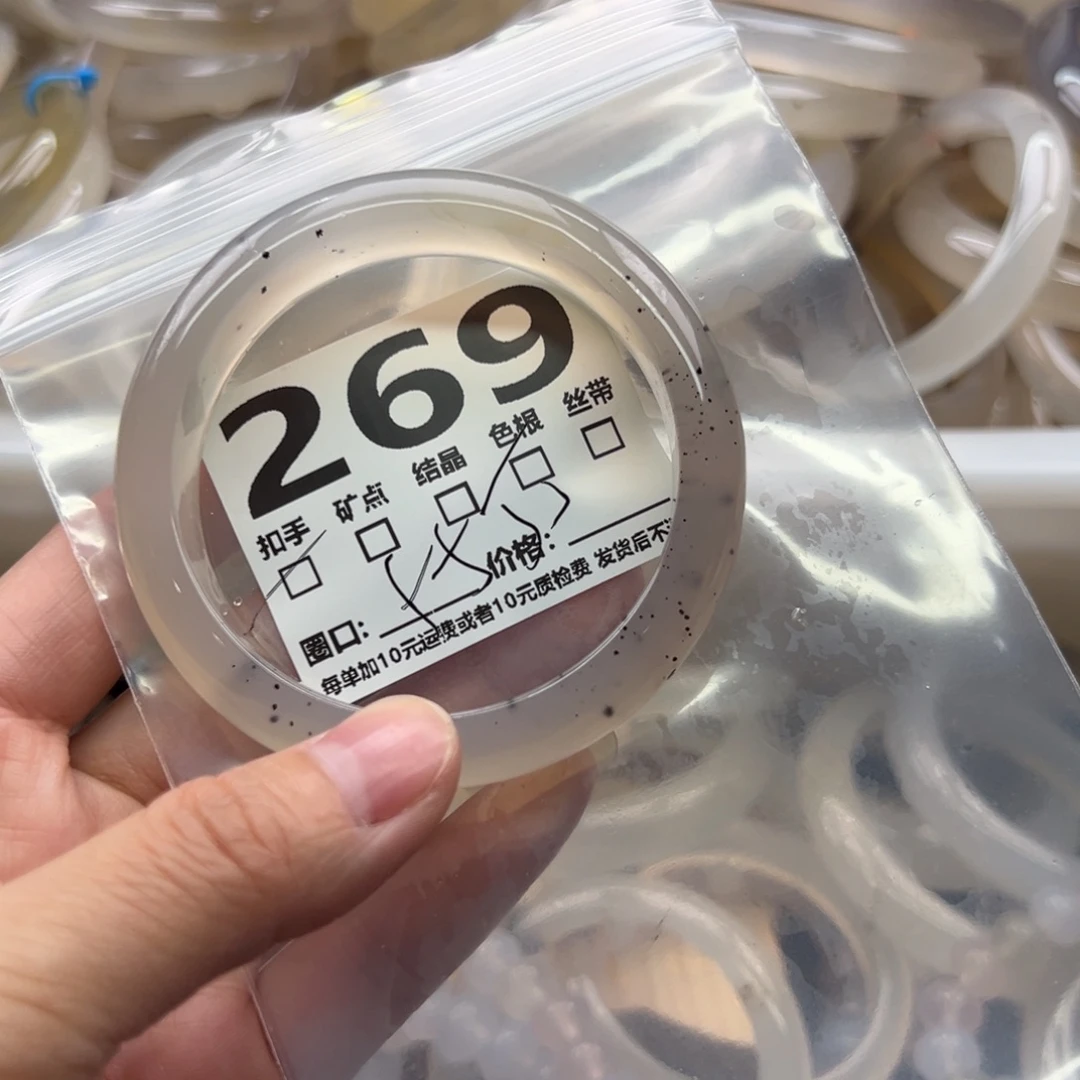 269
扣手 矿点 结晶 色根 丝带
圈口: 价格:
每单加10元运费或者10元质检费 发货后不